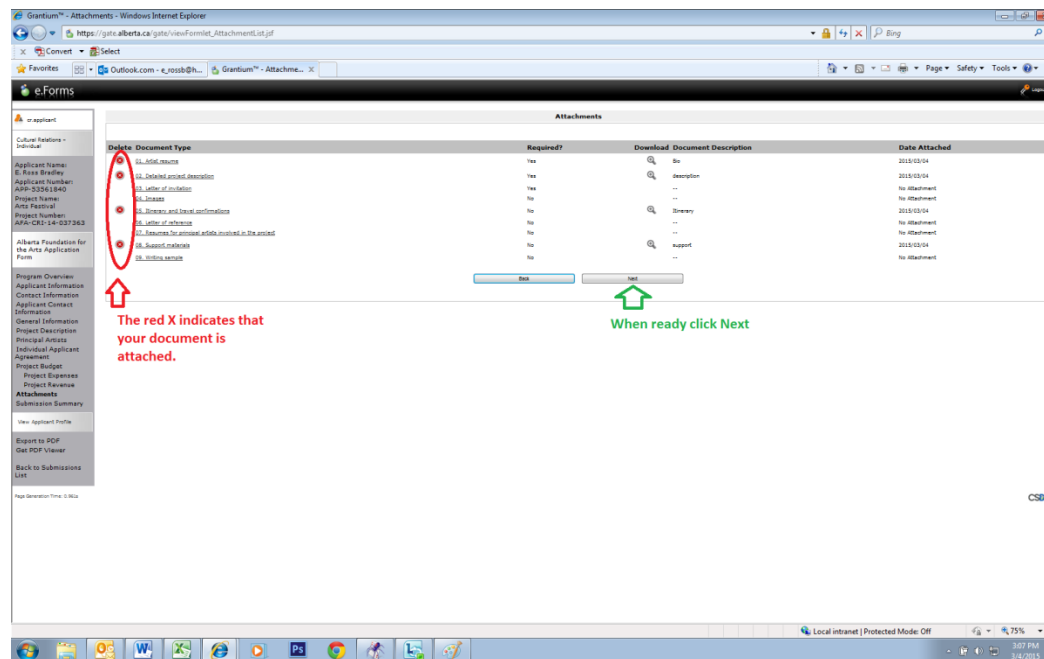 Grantium™ - Attachments - Windows Internet Explorer
https://gate.alberta.ca/gate/viewFormlet_AttachmentList.jsf
Bing
x Convert Select
Favorites Outlook.com - e_rossb@h... Grantium™ - Attachme... X Page Safety Tools
e.Forms
cr.applicant
Cultural Relations -
Individual
Applicant Name:
E. Ross Bradley
Applicant Number:
APP-53561840
Project Name:
Arts Festival
Project Number:
AFA-CRI-14-037363
Alberta Foundation for
the Arts Application
Form
Program Overview
Applicant Information
Contact Information
Applicant Contact
Information
General Information
Project Description
Principal Artists
Individual Applicant
Agreement
Project Budget
Project Expenses
Project Revenue
Attachments
Submission Summary
View Applicant Profile
Export to PDF
Get PDF Viewer
Back to Submissions
List
Page Generation Time: 0.961s
Attachments
Delete Document Type Required? Download Document Description Date Attached
01. Artist resume Yes Bio 2015/03/04
02. Detailed project description Yes description 2015/03/04
03. Letter of invitation Yes -- No Attachment
04. Images No -- No Attachment
05. Itinerary and travel confirmations No Itinerary 2015/03/04
06. Letter of reference No -- No Attachment
07. Resumes for principal artists involved in the project No -- No Attachment
08. Support materials No support 2015/03/04
09. Writing sample No -- No Attachment
Back Next
The red X indicates that
your document is
attached.
When ready click Next
Local intranet | Protected Mode: Off 75%
3:07 PM
3/4/2015